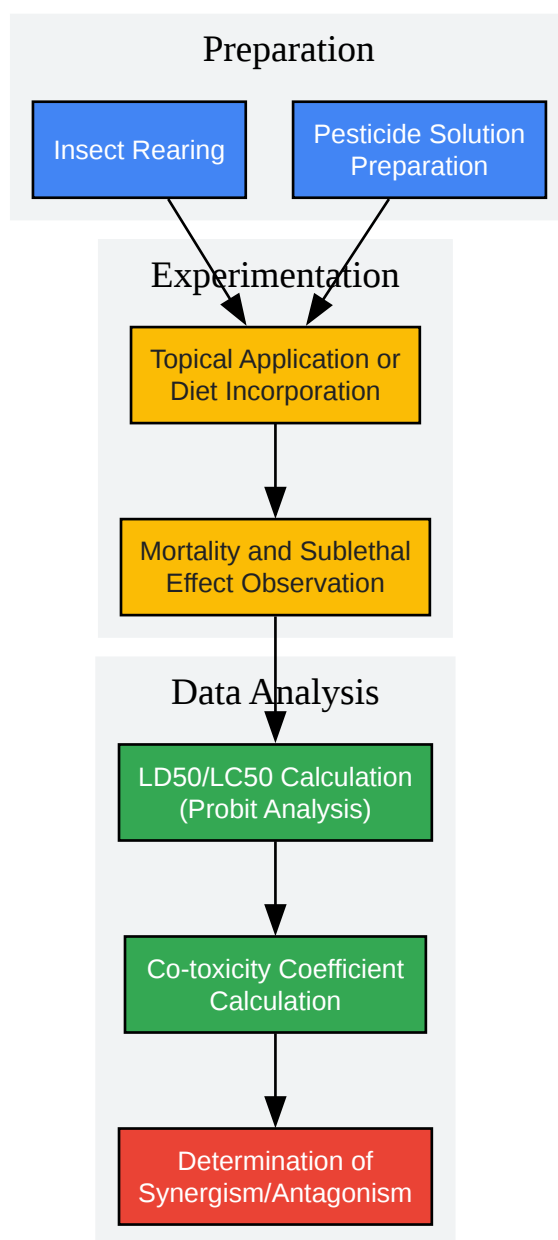 Preparation
Insect Rearing
Pesticide Solution
Preparation
Experimentation
Topical Application or
Diet Incorporation
Mortality and Sublethal
Effect Observation
Data Analysis
LD50/LC50 Calculation
(Probit Analysis)
Co-toxicity Coefficient
Calculation
Determination of
Synergism/Antagonism